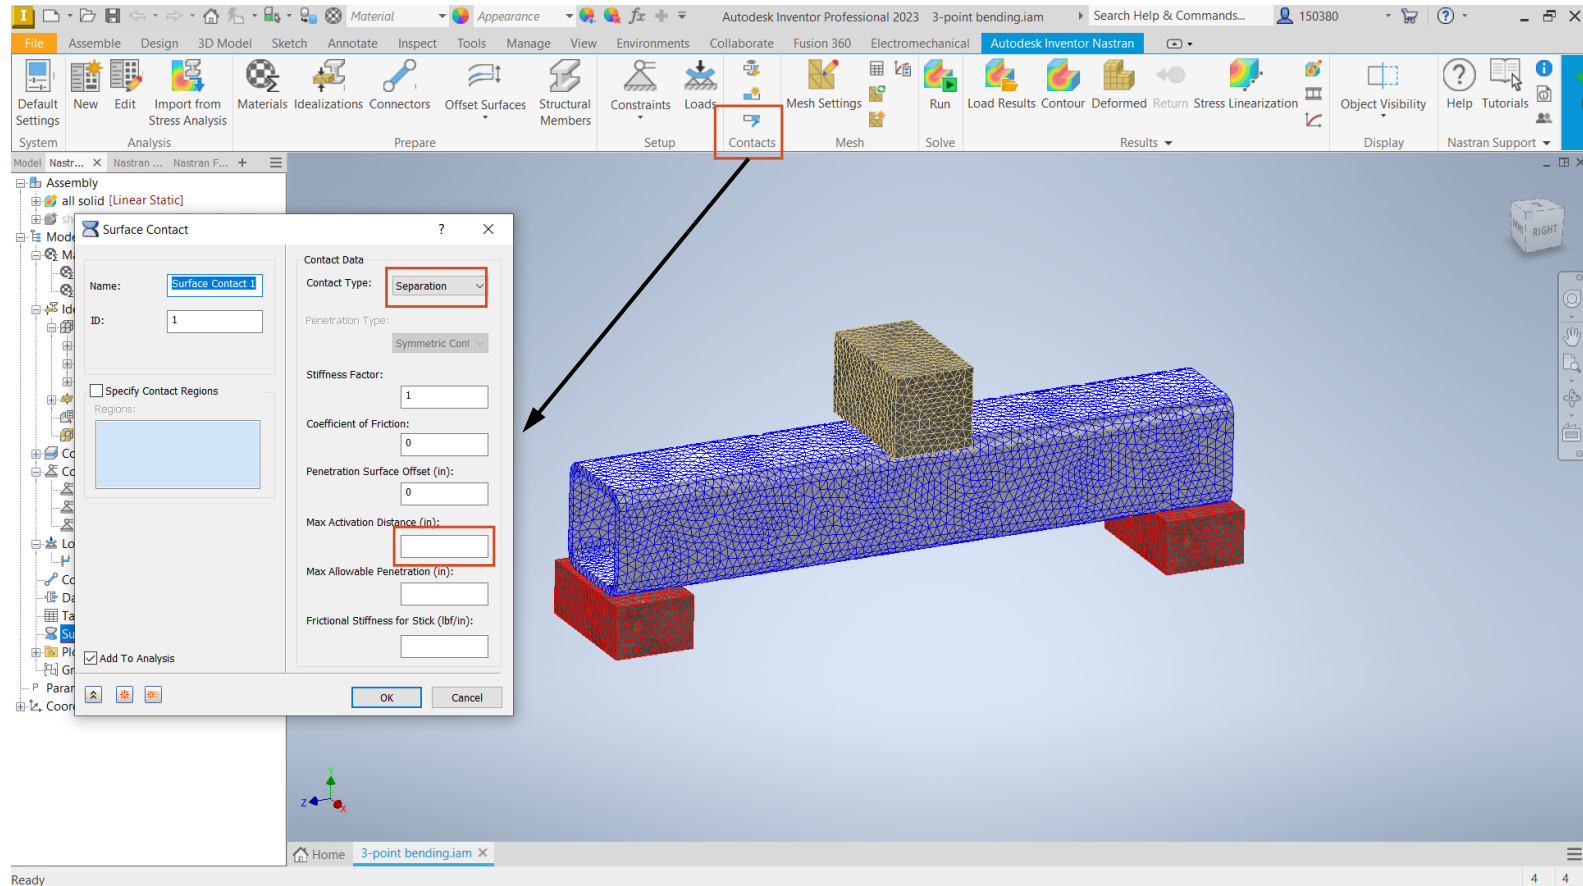 Material
Appearance
Autodesk Inventor Professional 2023 3-point bending.iam
Search Help & Commands...
150380
File Assemble Design 3D Model Sketch Annotate Inspect Tools Manage View Environments Collaborate Fusion 360 Electromechanical Autodesk Inventor Nastran
Default Settings
New
Edit
Import from Stress Analysis
Materials
Idealizations
Connectors
Offset Surfaces
Structural Members
Constraints
Loads
Mesh Settings
Run
Load Results
Contour
Deformed
Return
Stress Linearization
Object Visibility
Help
Tutorials
System Analysis Prepare Setup Contacts Mesh Solve Results Display Nastran Support
Model Nastr... Nastran ... Nastran F...
Assembly
all solid [Linear Static]
Surface Contact
Name: Surface Contact 1
ID: 1
Specify Contact Regions
Regions:
Add To Analysis
Contact Data
Contact Type: Separation
Penetration Type:
Stiffness Factor:
1
Coefficient of Friction:
0
Penetration Surface Offset (in):
0
Max Activation Distance (in):
Max Allowable Penetration (in):
Frictional Stiffness for Stick (lbf/in):
OK Cancel
RIGHT
Y
Z
X
Home 3-point bending.iam
Ready
4 4